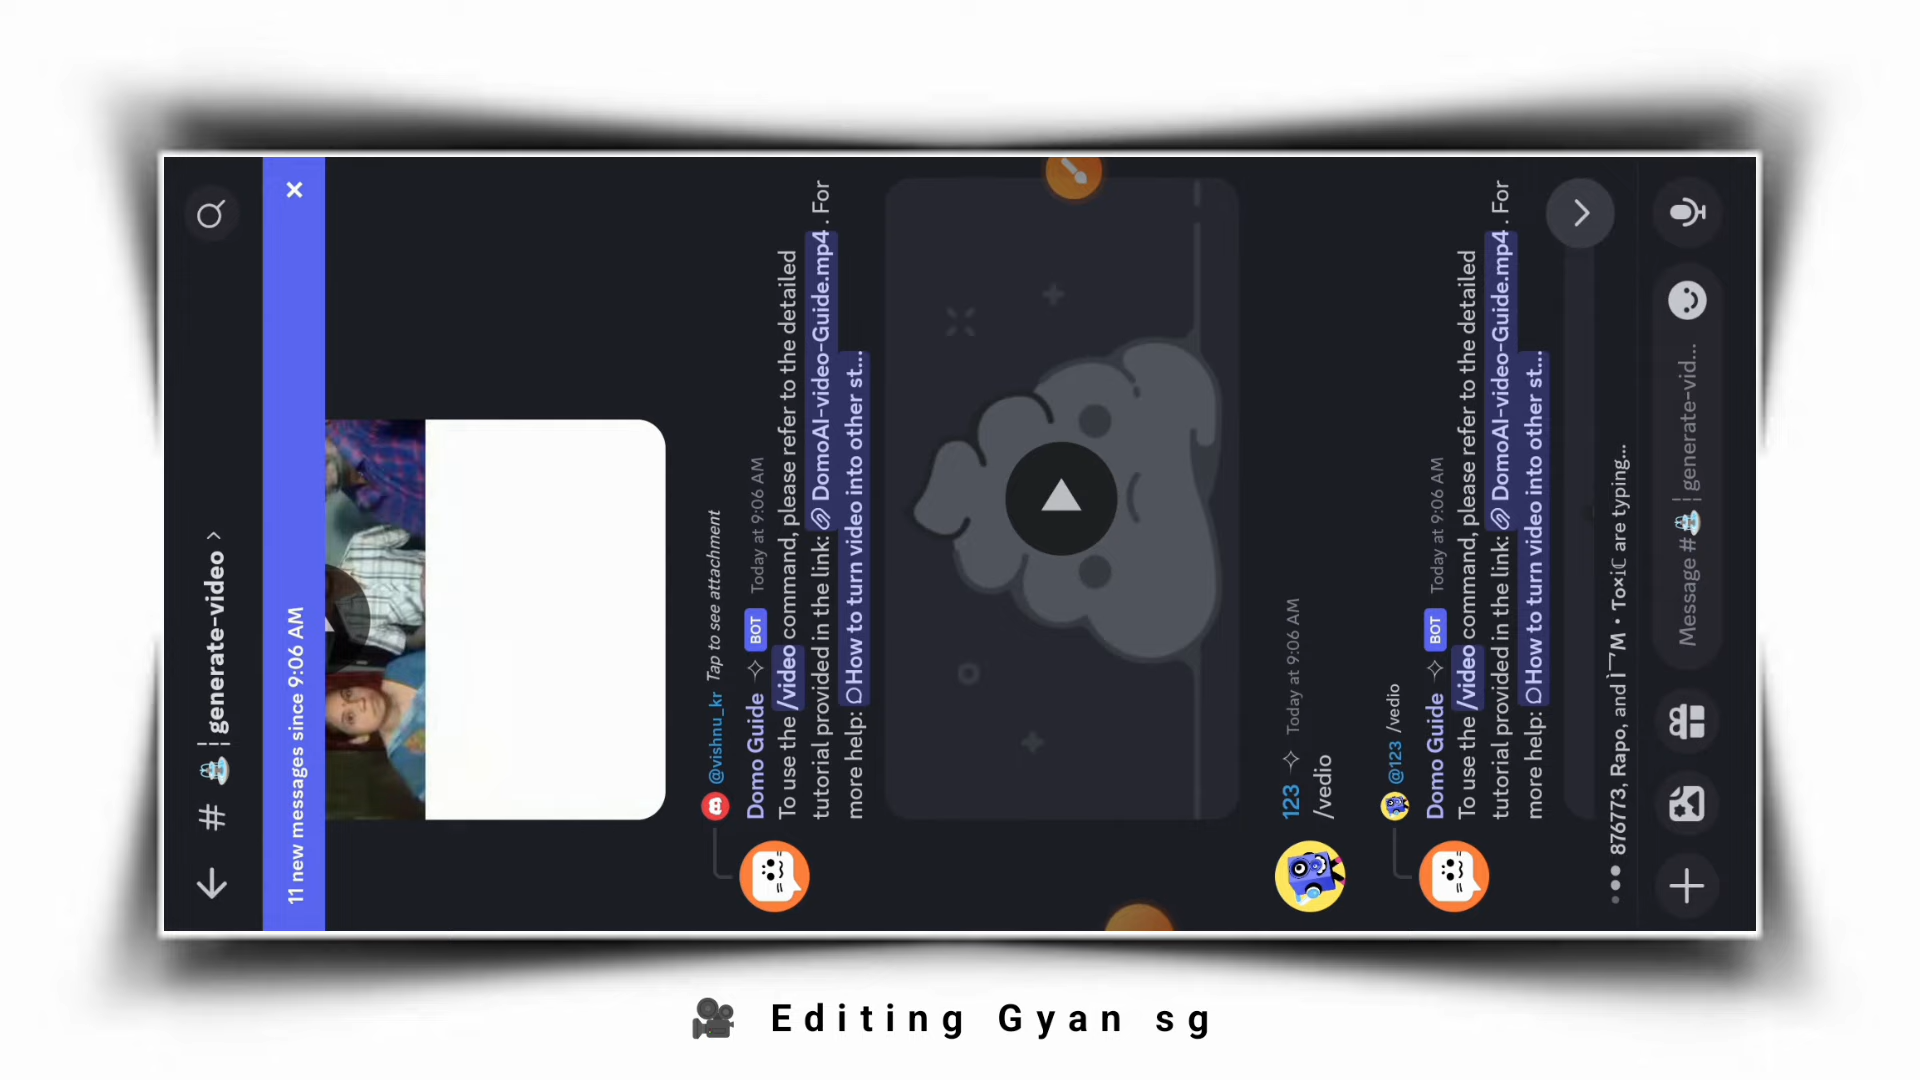 # generate-video >
11 new messages since 9:06 AM
@vishnu_kr Tap to see attachment
Domo Guide BOT Today at 9:06 AM
To use the /video command, please refer to the detailed
tutorial provided in the link: DomoAI-video-Guide.mp4 . For
more help: How to turn video into other st...
123 Today at 9:06 AM
/vedio
@123 /vedio
Domo Guide BOT Today at 9:06 AM
To use the /video command, please refer to the detailed
tutorial provided in the link: DomoAI-video-Guide.mp4 . For
more help: How to turn video into other st...
876773, Rapo, and are typing...
Message # generate-vid...
Editing Gyan sg